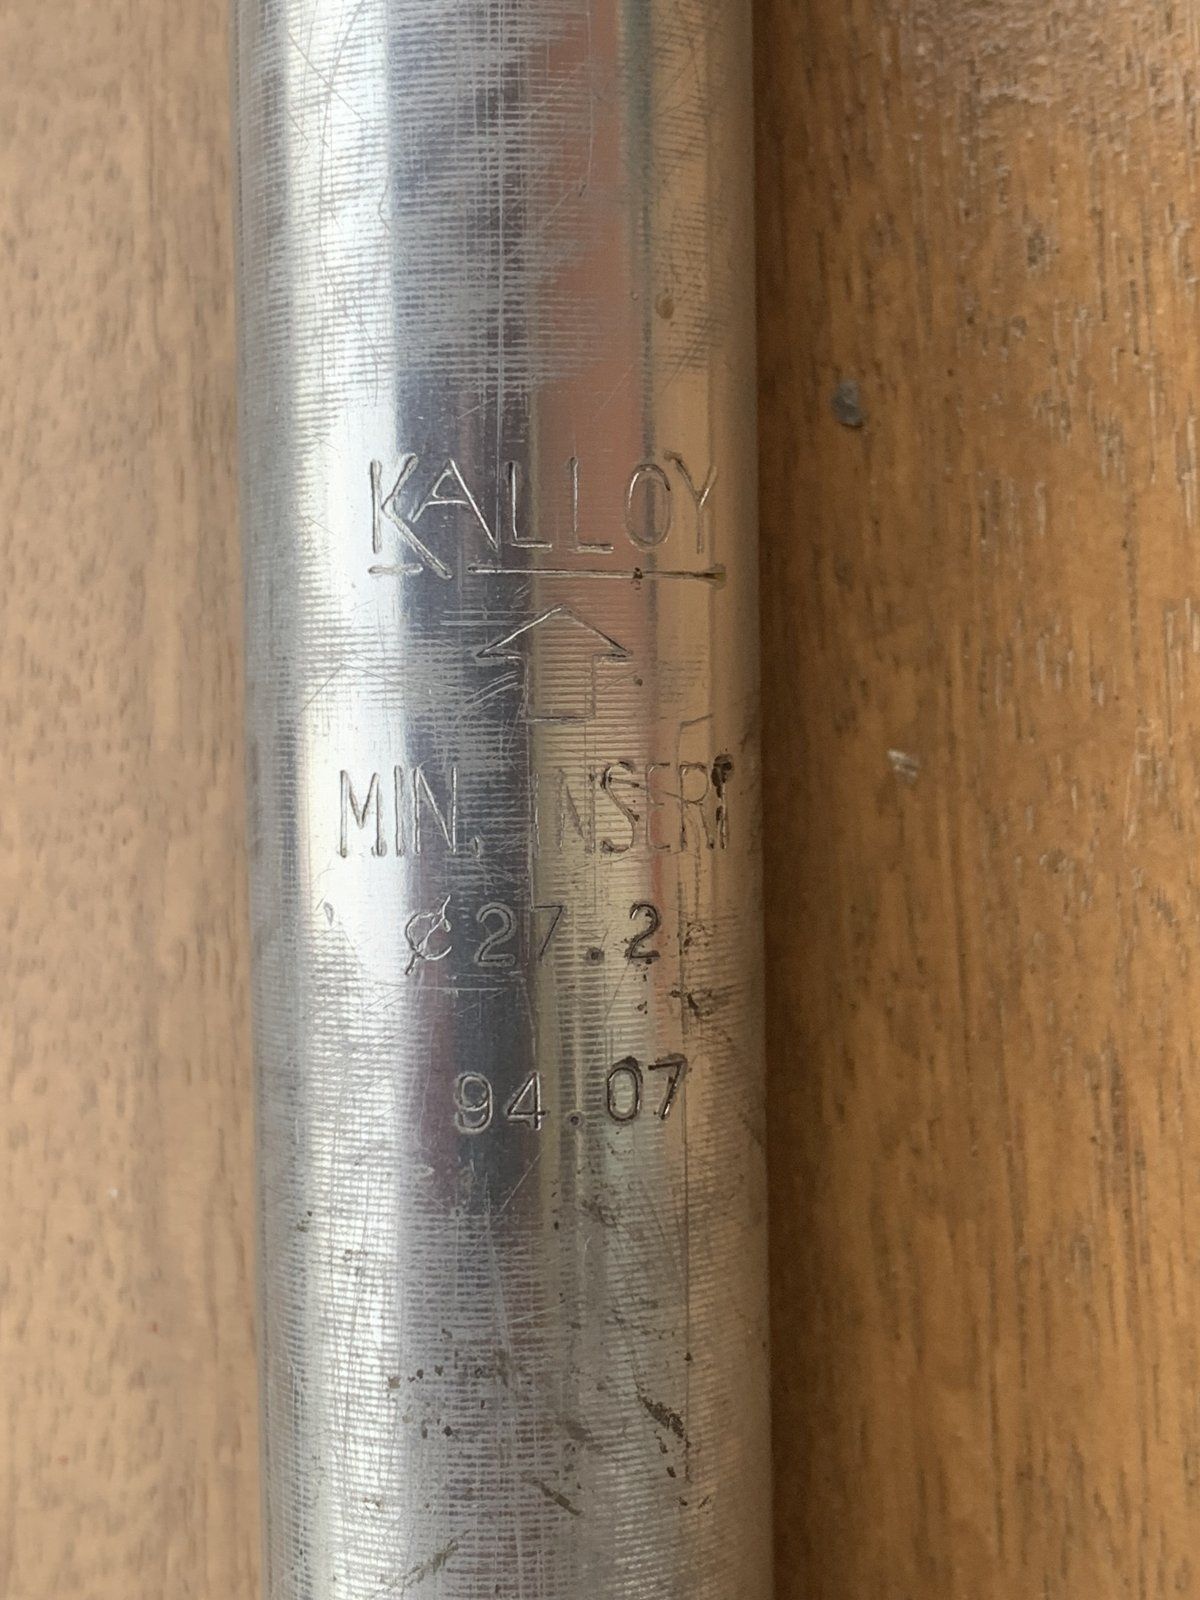 KALLOY
MIN. INSERT
⌀27.2
94.07